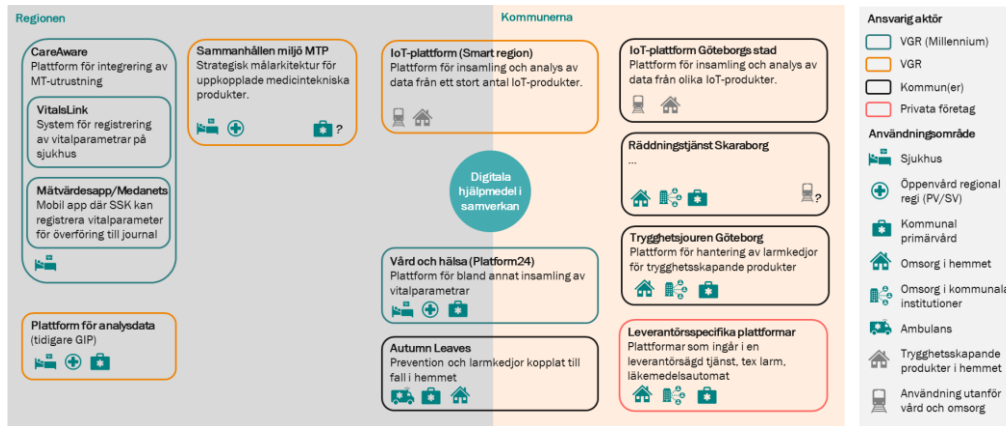 Regionen
CareAware
Plattform för integrering av
MT-utrustning
VitalsLink
System för registrering
av vitalparametrar på
sjukhus
Mätvärdesapp/Medanets
Mobil app där SSK kan
registrera vitalparameter
för överföring till journal
Plattform för analysdata
(tidigare GIP)
Sammanhållen miljö MTP
Strategisk målarkitektur för
uppkopplade medicintekniska
produkter.
?
Kommunerna
IoT-plattform (Smart region)
Plattform för insamling och analys av
data från ett stort antal IoT-produkter.
Digitala
hjälpmedel i
samverkan
Vård och hälsa (Platform24)
Plattform för bland annat insamling av
vitalparametrar
Autumn Leaves
Prevention och larmkedjor kopplat till
fall i hemmet
IoT-plattform Göteborgs stad
Plattform för insamling och analys av
data från olika IoT-produkter.
Räddningstjänst Skaraborg
...
?
Trygghetsjouren Göteborg
Plattform för hantering av larmkedjor
för trygghetsskapande produkter
Leverantörsspecifika plattformar
Plattformar som ingår i en
leverantörsägd tjänst, tex larm,
läkemedelsautomat
Ansvarig aktör
VGR (Millennium)
VGR
Kommun(er)
Privata företag
Användningsområde
Sjukhus
Öppenvård regional
regi (PV/SV)
Kommunal
primärvård
Omsorg i hemmet
Omsorg i kommunala
institutioner
Ambulans
Trygghetsskapande
produkter i hemmet
Användning utanför
vård och omsorg